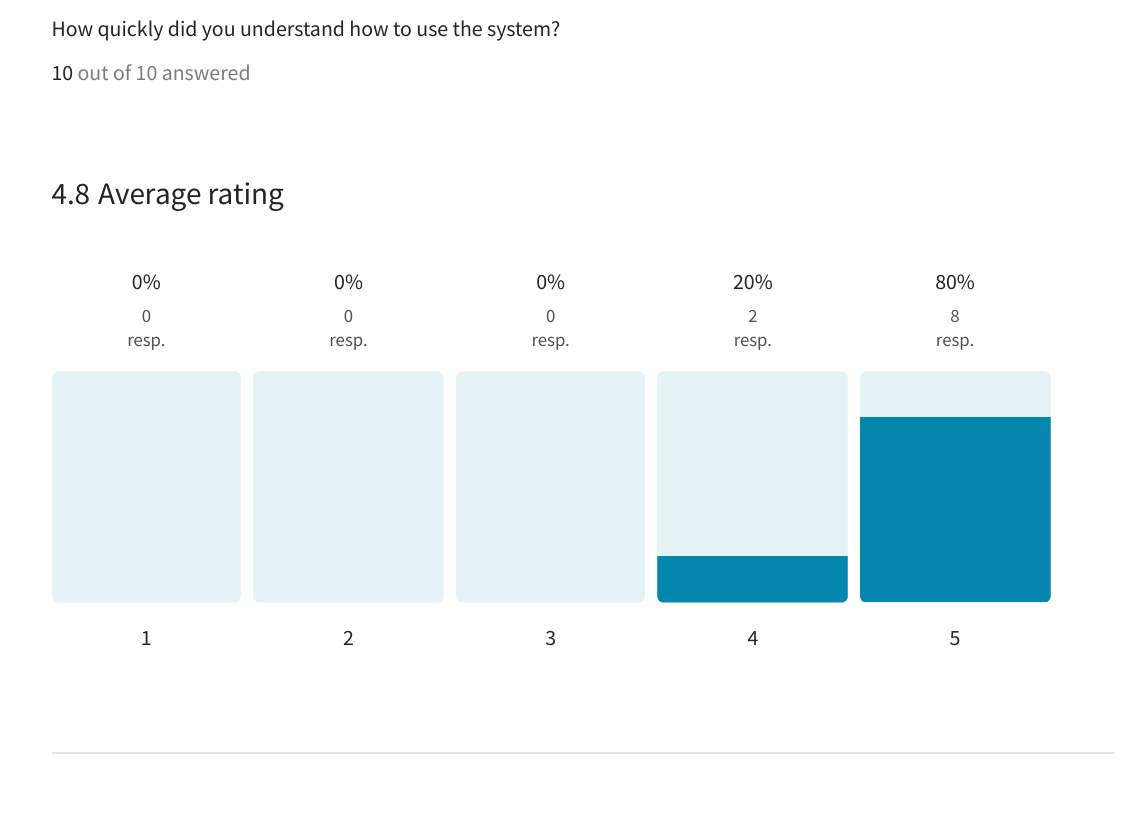 How quickly did you understand how to use the system?
10 out of 10 answered
4.8 Average rating
0% 0% 0% 20% 80%
0 0 0 2 8
resp. resp. resp. resp. resp.
1 2 3 4 5